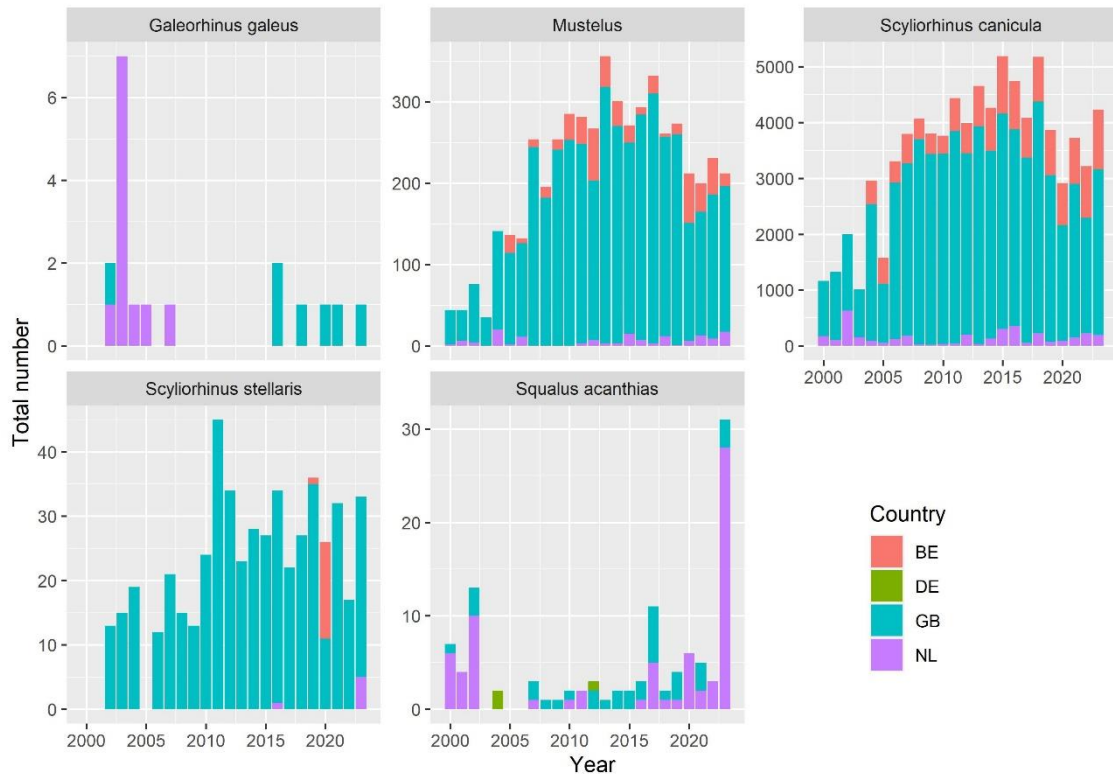 Galeorhinus galeus
Mustelus
Scyliorhinus canicula
6
4
2
0
300
200
100
0
5000
4000
3000
2000
1000
0
2000 2005 2010 2015 2020
Total number
Scyliorhinus stellaris
Squalus acanthias
40
30
20
10
0
30
20
10
0
2000 2005 2010 2015 2020
2000 2005 2010 2015 2020
Year
Country
BE
DE
GB
NL